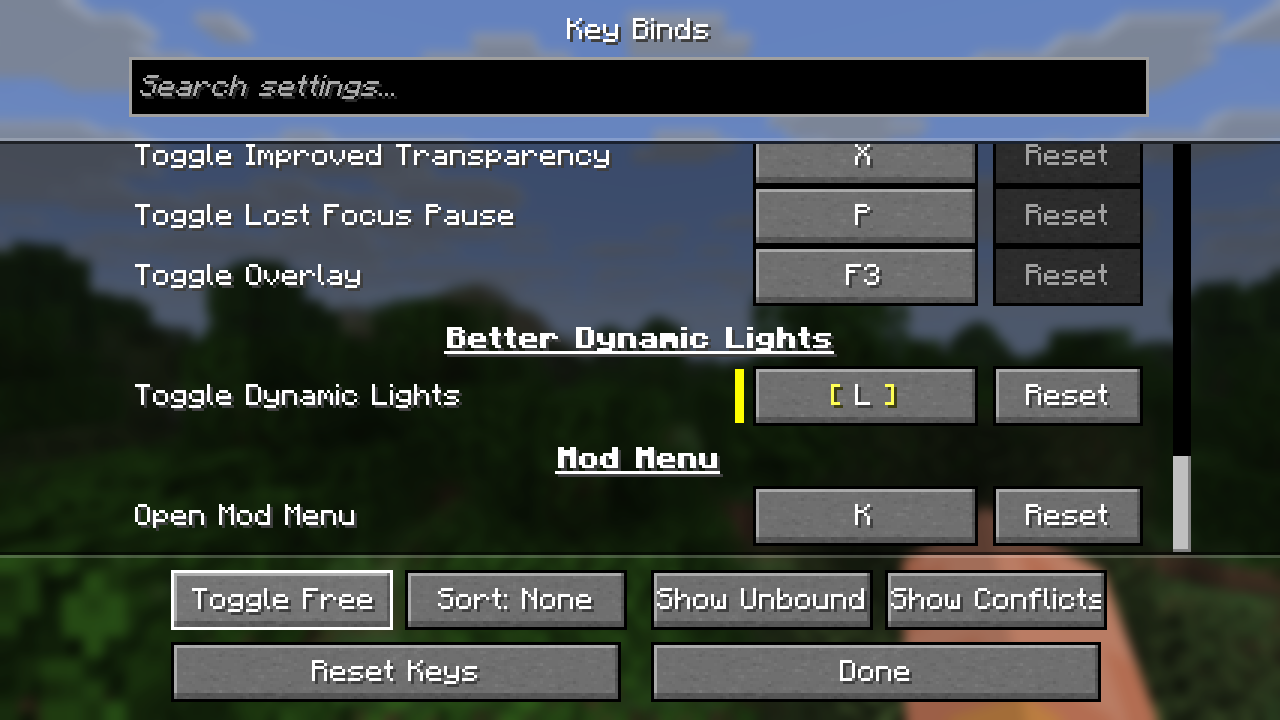 Key Binds
Search settings...
Toggle Improved Transparency X Reset
Toggle Lost Focus Pause P Reset
Toggle Overlay F3 Reset
Better Dynamic Lights
Toggle Dynamic Lights [ L ] Reset
Mod Menu
Open Mod Menu K Reset
Toggle Free Sort: None Show Unbound Show Conflicts
Reset Keys Done